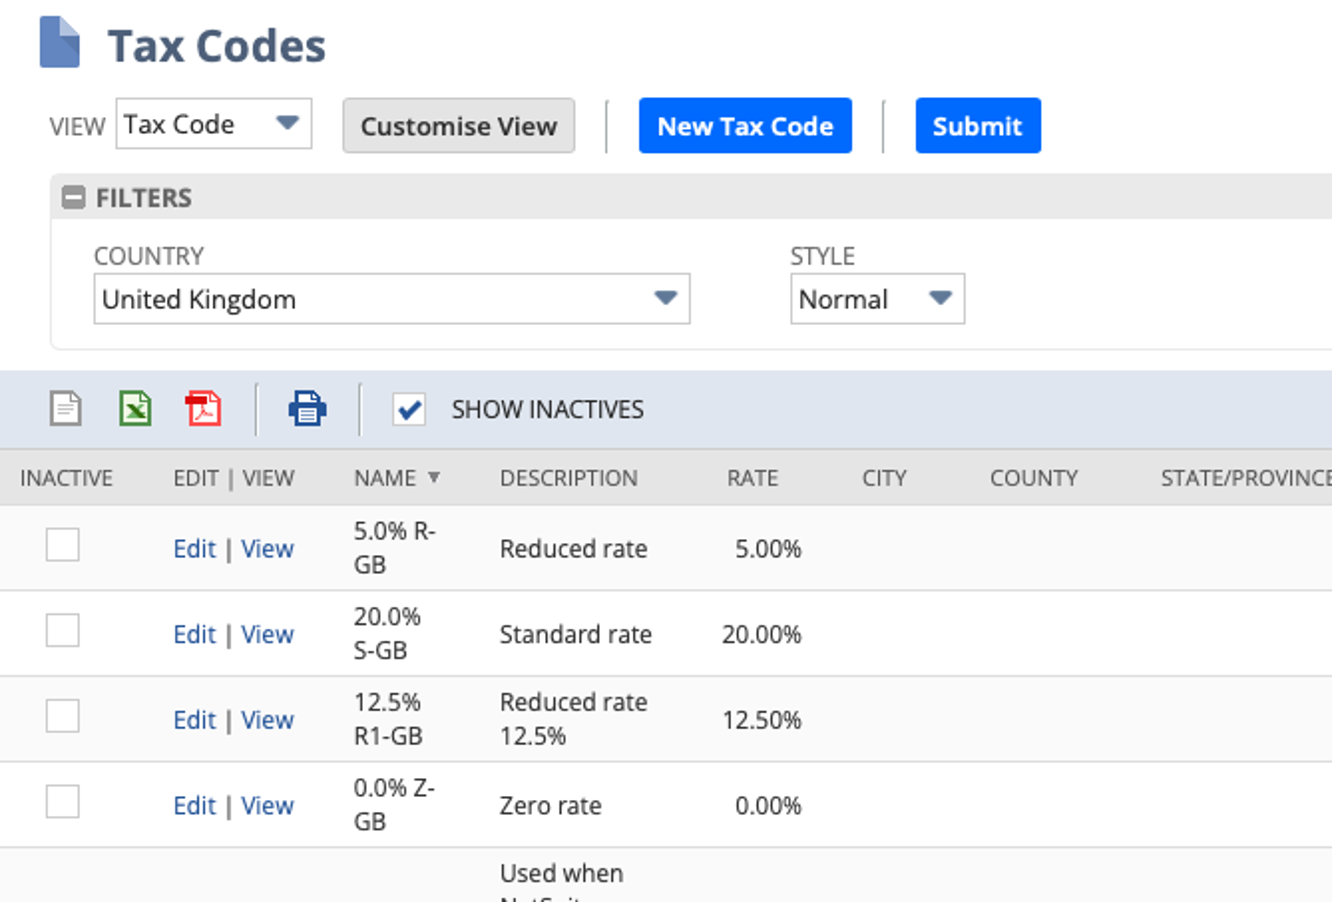 Tax Codes
VIEW Tax Code Customise View New Tax Code Submit
FILTERS
COUNTRY STYLE
United Kingdom Normal
SHOW INACTIVES
INACTIVE EDIT | VIEW NAME ▼ DESCRIPTION RATE CITY COUNTY STATE/PROVINCE
5.0% R-
Edit | View Reduced rate 5.00%
GB
20.0%
Edit | View Standard rate 20.00%
S-GB
12.5% Reduced rate
Edit | View 12.50%
R1-GB 12.5%
0.0% Z-
Edit | View Zero rate 0.00%
GB
Used when